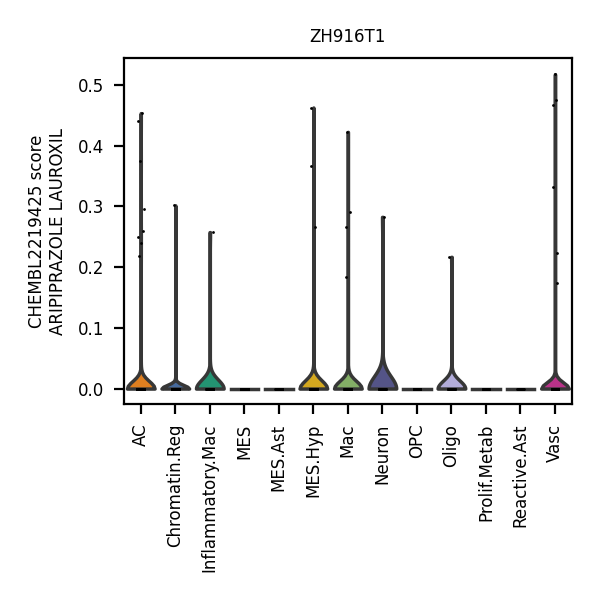 ZH916T1
CHEMBL2219425 score
ARIPIPRAZOLE LAUROXIL
0.5
0.4
0.3
0.2
0.1
0.0
AC
Chromatin.Reg
Inflammatory.Mac
MES
MES.Ast
MES.Hyp
Mac
Neuron
OPC
Oligo
Prolif.Metab
Reactive.Ast
Vasc